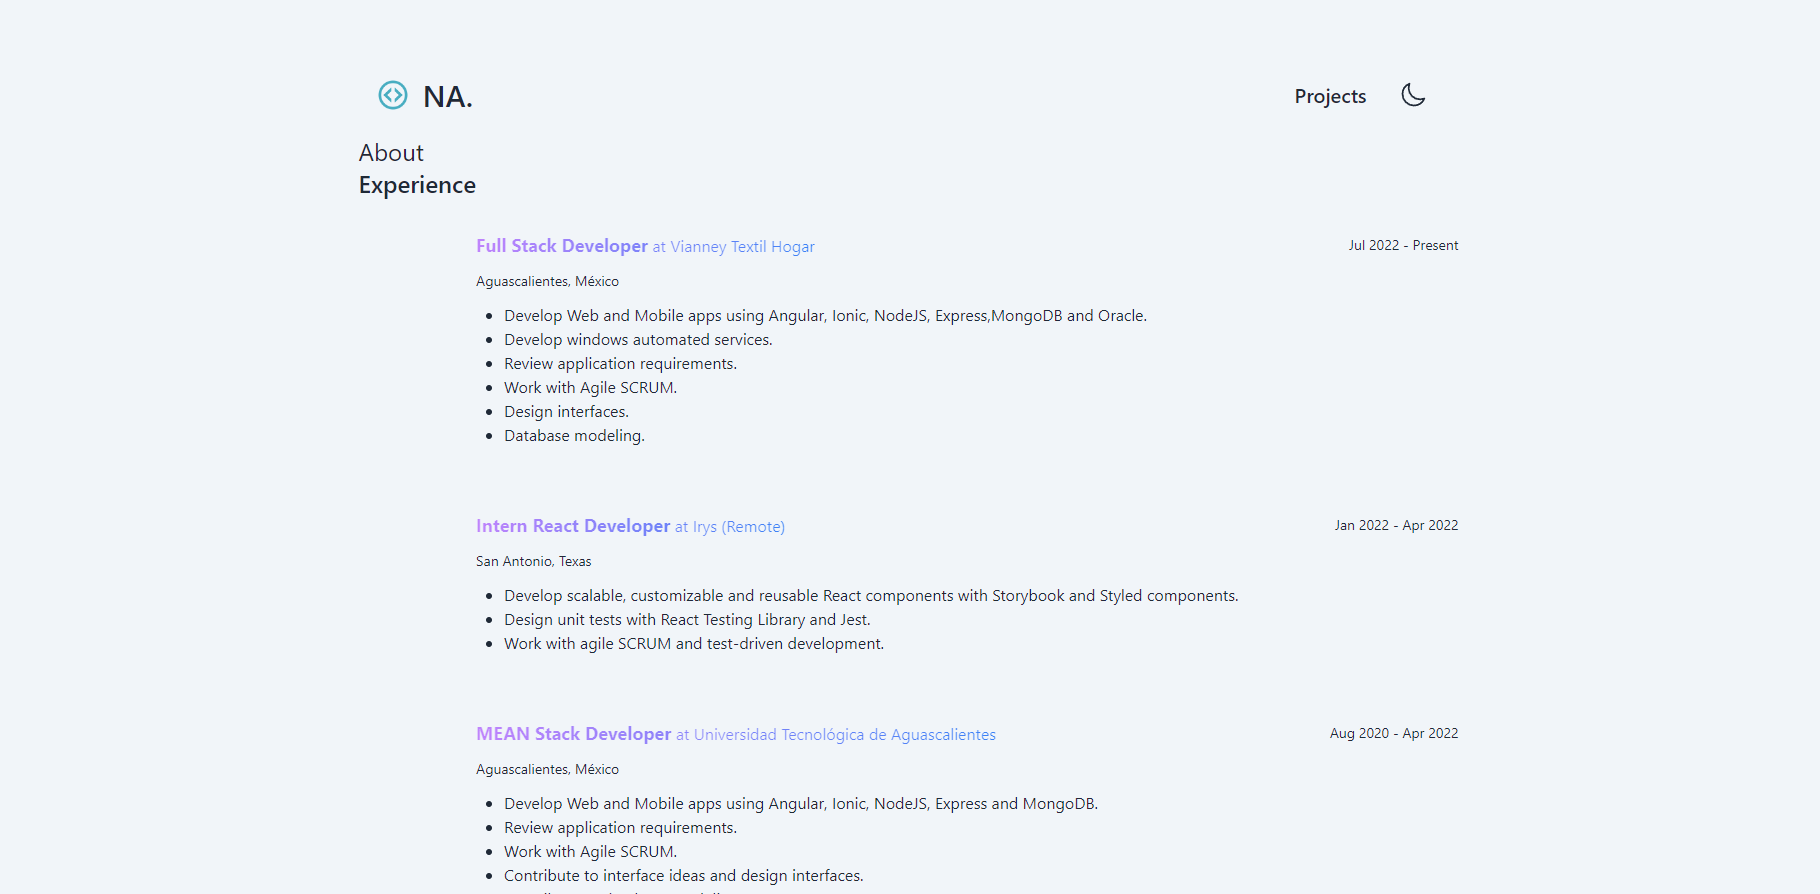 NA.
Projects
About
Experience
Full Stack Developer at Vianney Textil Hogar
Jul 2022 - Present
Aguascalientes, México
Develop Web and Mobile apps using Angular, Ionic, NodeJS, Express,MongoDB and Oracle.
Develop windows automated services.
Review application requirements.
Work with Agile SCRUM.
Design interfaces.
Database modeling.
Intern React Developer at Irys (Remote)
Jan 2022 - Apr 2022
San Antonio, Texas
Develop scalable, customizable and reusable React components with Storybook and Styled components.
Design unit tests with React Testing Library and Jest.
Work with agile SCRUM and test-driven development.
MEAN Stack Developer at Universidad Tecnológica de Aguascalientes
Aug 2020 - Apr 2022
Aguascalientes, México
Develop Web and Mobile apps using Angular, Ionic, NodeJS, Express and MongoDB.
Review application requirements.
Work with Agile SCRUM.
Contribute to interface ideas and design interfaces.